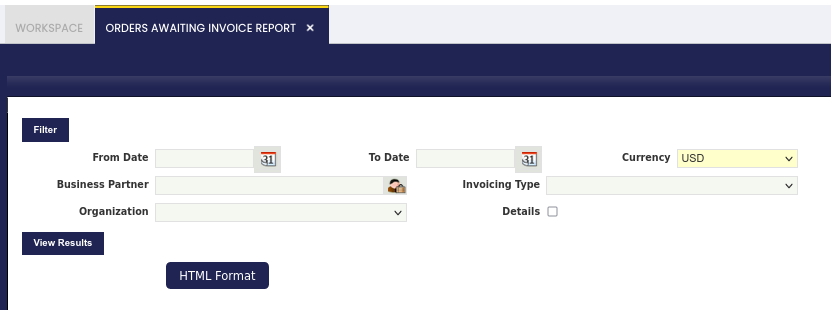 WORKSPACE ORDERS AWAITING INVOICE REPORT ×
Filter
From Date 31 To Date 31 Currency USD
Business Partner Invoicing Type
Organization Details
View Results
HTML Format